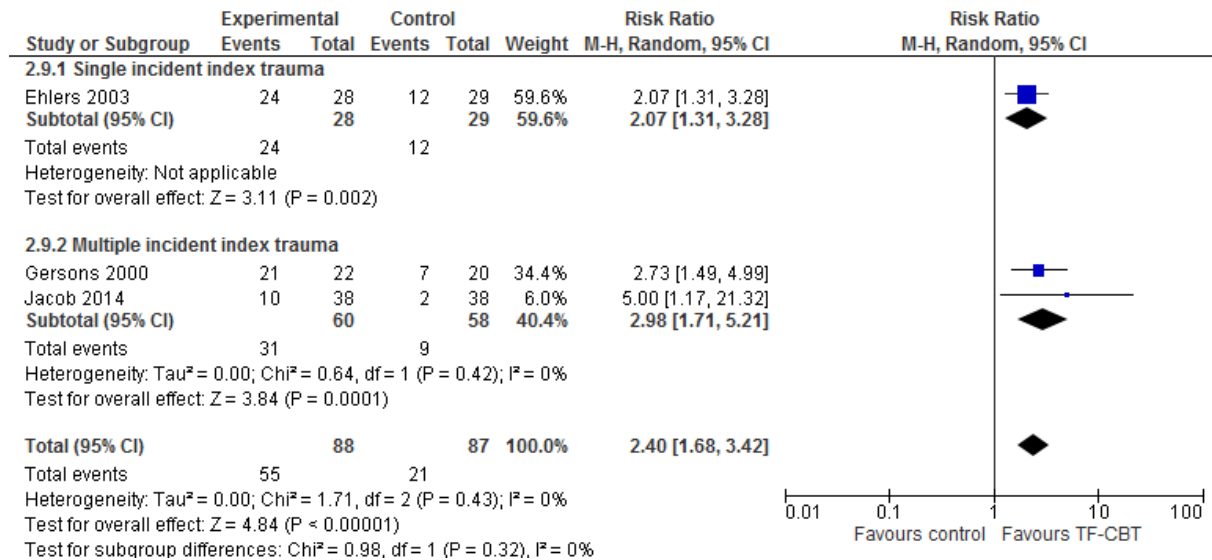 Experimental Control Risk Ratio Risk Ratio
Study or Subgroup Events Total Events Total Weight M-H, Random, 95% CI M-H, Random, 95% CI
2.9.1 Single incident index trauma
Ehlers 2003 24 28 12 29 59.6% 2.07 [1.31, 3.28]
Subtotal (95% CI) 28 29 59.6% 2.07 [1.31, 3.28]
Total events 24 12
Heterogeneity: Not applicable
Test for overall effect: Z = 3.11 (P = 0.002)
2.9.2 Multiple incident index trauma
Gersons 2000 21 22 7 20 34.4% 2.73 [1.49, 4.99]
Jacob 2014 10 38 2 38 6.0% 5.00 [1.17, 21.32]
Subtotal (95% CI) 60 58 40.4% 2.98 [1.71, 5.21]
Total events 31 9
Heterogeneity: Tau² = 0.00; Chi² = 0.64, df = 1 (P = 0.42); I² = 0%
Test for overall effect: Z = 3.84 (P = 0.0001)
Total (95% CI) 88 87 100.0% 2.40 [1.68, 3.42]
Total events 55 21
Heterogeneity: Tau² = 0.00; Chi² = 1.71, df = 2 (P = 0.43); I² = 0%
Test for overall effect: Z = 4.84 (P < 0.00001)
Test for subgroup differences: Chi² = 0.98, df = 1 (P = 0.32), I² = 0%
0.01 0.1 1 10 100
Favours control Favours TF-CBT